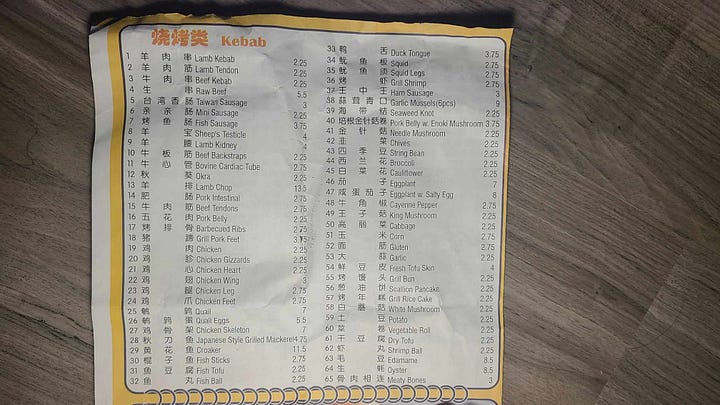 烧烤类 Kebab
1 羊肉串 Lamb Kebab 2.25
2 羊肉筋 Lamb Tendon 2.25
3 牛肉串 Beef Kebab 2.25
4 生串 Raw Beef 5.5
5 台湾香肠 Taiwan Sausage 3
6 亲亲肠 Mini Sausage 2.25
7 烤鱼肠 Fish Sausage 3.75
8 羊宝 Sheep's Testicle 4
9 羊腰 Lamb Kidney 4
10 牛板筋 Beef Backstraps 2.25
11 牛心管 Bovine Cardiac Tube 2.75
12 秋葵 Okra 2.25
13 羊排 Lamb Chop 13.5
14 肥肠 Pork Intestinal 2.75
15 牛肉筋 Beef Tendons 2.75
16 五花肉 Pork Belly 2.25
17 烤排骨 Barbecued Ribs 2.75
18 猪蹄 Grill Pork Feet 3.75
19 鸡肉 Chicken 2.25
20 鸡胗 Chicken Gizzards 2.25
21 鸡心 Chicken Heart 2.25
22 鸡翅 Chicken Wing 3
23 鸡腿 Chicken Leg 2.75
24 鸡爪 Chicken Feet 2.75
25 鹌鹑 Quail 7
26 鹌鹑蛋 Quail Eggs 5.5
27 鸡骨架 Chicken Skeleton 7
28 秋刀鱼 Japanese Style Grilled Mackerel 4.75
29 黄花鱼 Croaker 11.5
30 棍子鱼 Fish Sticks 2.75
31 鱼豆腐 Fish Tofu 2.25
32 鱼丸 Fish Ball 2.25
33 鸭舌 Duck Tongue 3.75
34 鱿鱼板 Squid 2.75
35 鱿鱼须 Squid Legs 2.75
36 烤虾 Grill Shrimp 2.75
37 王中王 Ham Sausage 3
38 蒜茸青口 Garlic Mussels(6pcs) 9
39 海带结 Seaweed Knot 2.25
40 培根金针菇卷 Pork Belly w. Enoki Mushroom 3.75
41 金针菇 Needle Mushroom 2.25
42 韭菜 Chives 2.25
43 四季豆 String Bean 2.25
44 西兰花 Broccoli 2.25
45 白菜花 Cauliflower 2.25
46 茄子 Eggplant 7
47 咸蛋茄子 Eggplant w. Salty Egg 8
48 牛角椒 Cayenne Pepper 2.75
49 王子菇 King Mushroom 2.25
50 高丽菜 Cabbage 2.25
51 玉米 Corn 2.75
52 面筋 Gluten 2.25
53 大蒜 Garlic 2.25
54 鲜豆皮 Fresh Tofu Skin 4
55 烤馒头 Grill Bun 2.25
56 葱油饼 Scallion Pancake 2.25
57 烤年糕 Grill Rice Cake 2.25
58 白蘑菇 White Mushroom 2.25
59 土豆 Potato 2.25
60 菜卷 Vegetable Roll 2.25
61 干豆腐 Dry Tofu 2.25
62 虾丸 Shrimp Ball 2.25
63 毛豆 Edamame 8.5
64 生蚝 Oyster 8.5
65 骨肉相连 Meaty Bones 3